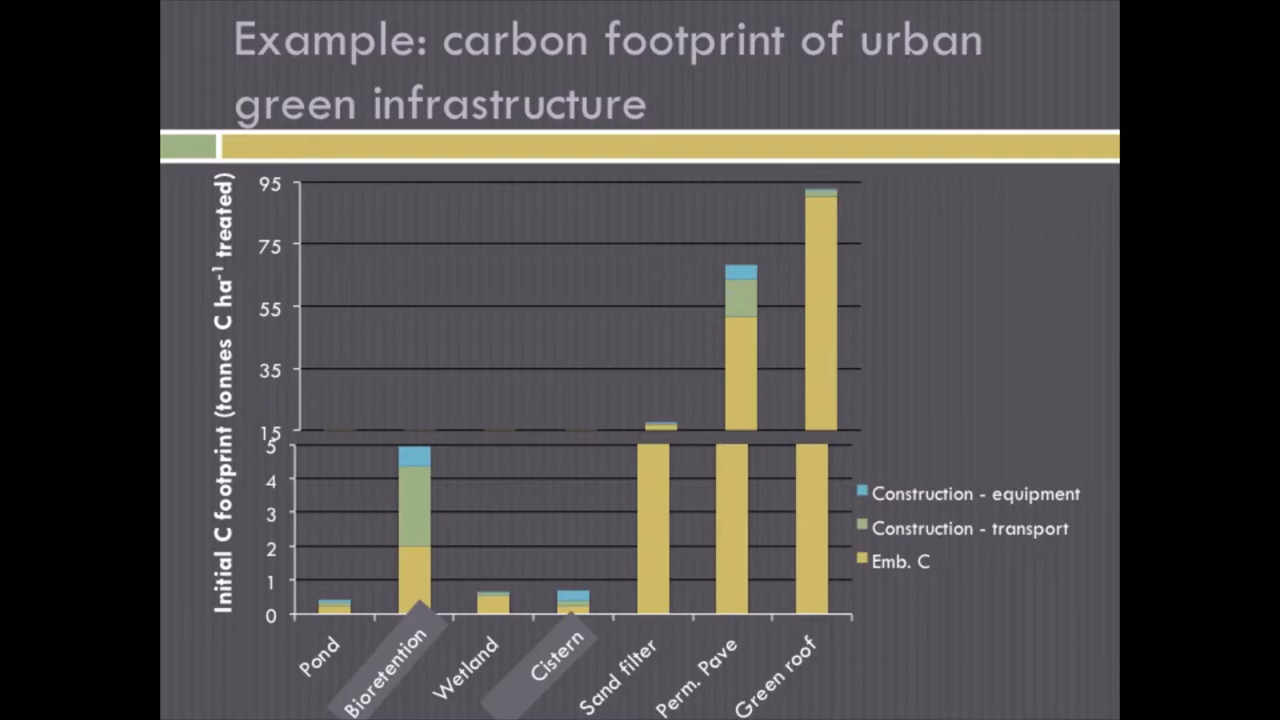 Example: carbon footprint of urban
green infrastructure
Initial C footprint (tonnes C ha⁻¹ treated)
95
75
55
35
15
5
4
3
2
1
0
Pond
Bioretention
Wetland
Cistern
Sand filter
Perm. Pave
Green roof
Construction - equipment
Construction - transport
Emb. C